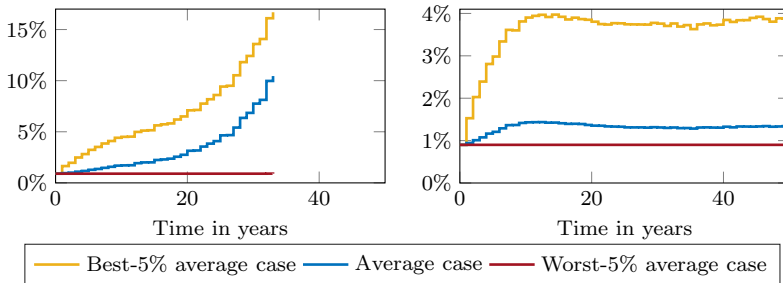 15%
10%
5%
0%
0 20 40
Time in years
4%
3%
2%
1%
0%
0 20 40
Time in years
Best-5% average case Average case Worst-5% average case